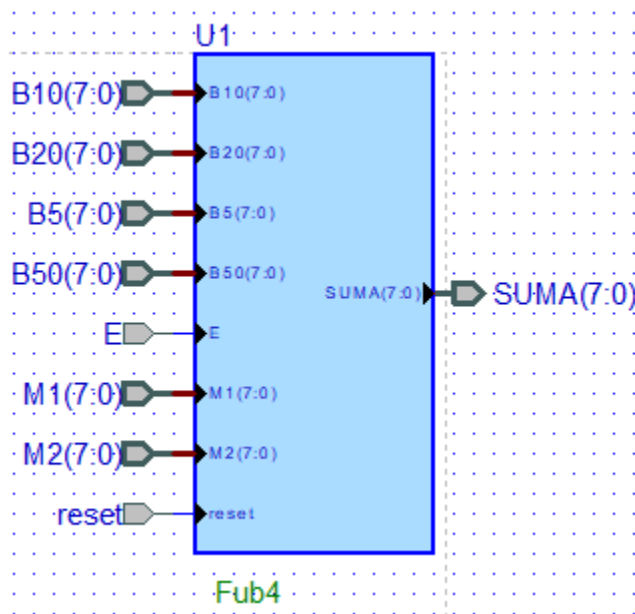 U1
B10(7:0) B10(7:0)
B20(7:0) B20(7:0)
B5(7:0) B5(7:0)
B50(7:0) B50(7:0)
SUMA(7:0) SUMA(7:0)
E E
M1(7:0) M1(7:0)
M2(7:0) M2(7:0)
reset reset
Fub4